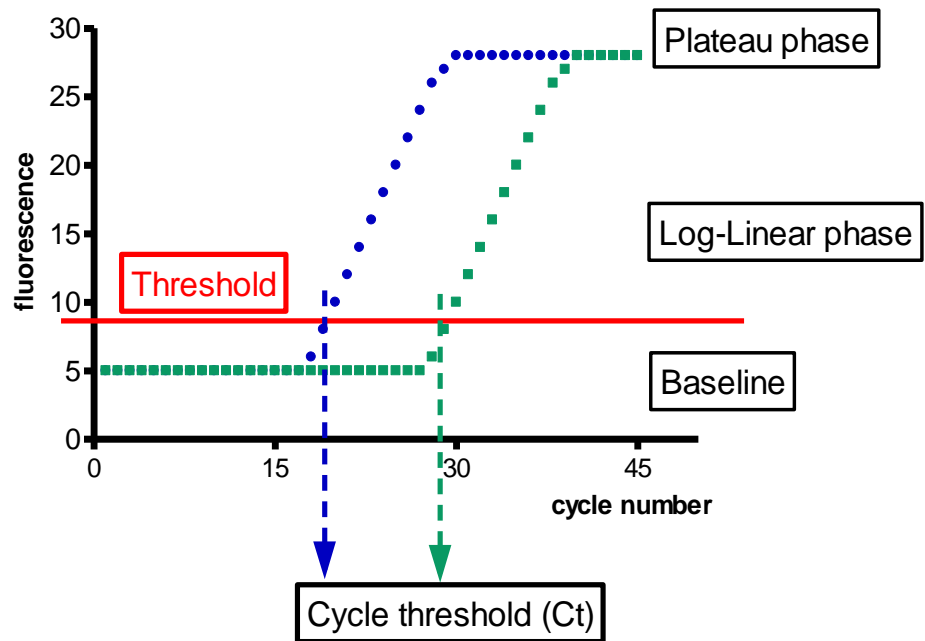 30
Plateau phase
25
20
fluorescence
15
Log-Linear phase
Threshold
10
5
Baseline
0
0 15 30 45
cycle number
Cycle threshold (Ct)